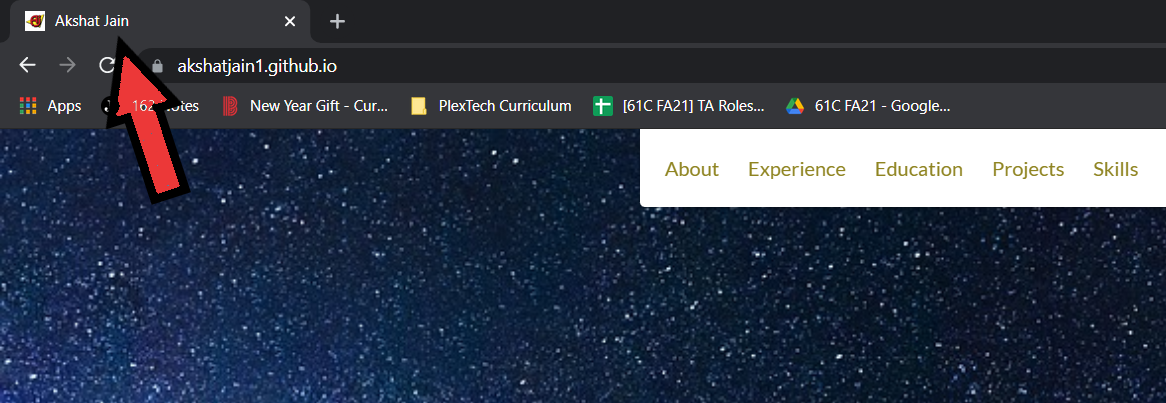 Akshat Jain
akshatjain1.github.io
Apps 162 Notes New Year Gift - Cur... PlexTech Curriculum [61C FA21] TA Roles... 61C FA21 - Google...
About Experience Education Projects Skills